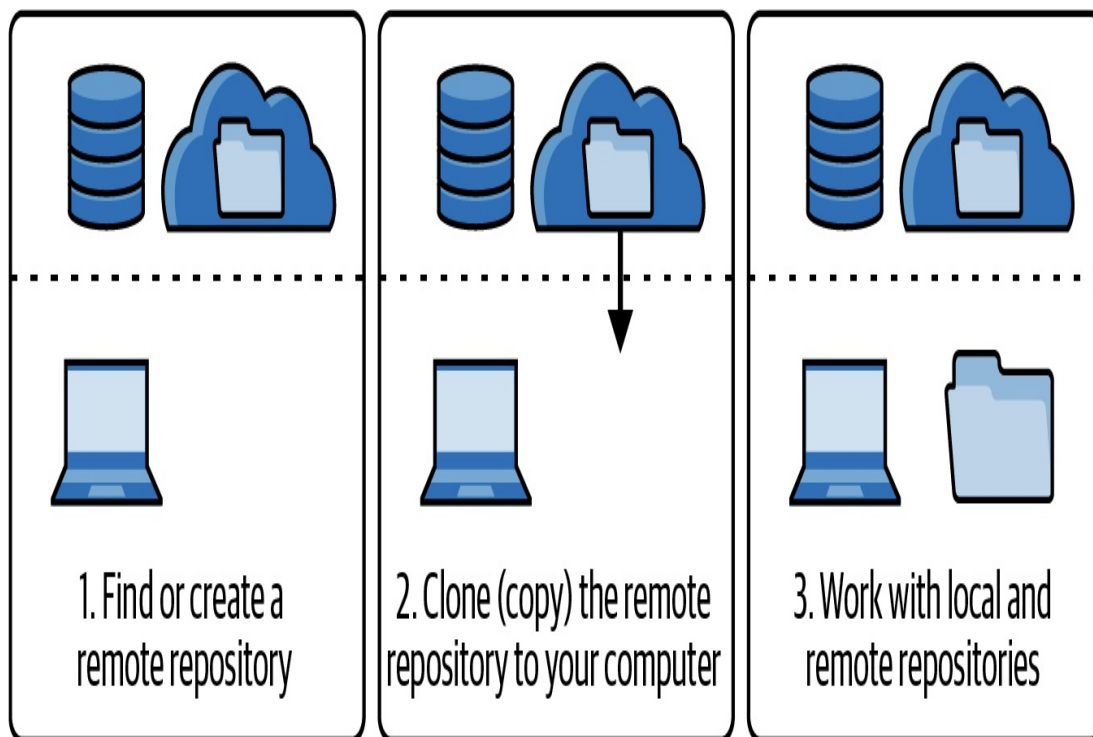 1. Find or create a
remote repository
2. Clone (copy) the remote
repository to your computer
3. Work with local and
remote repositories